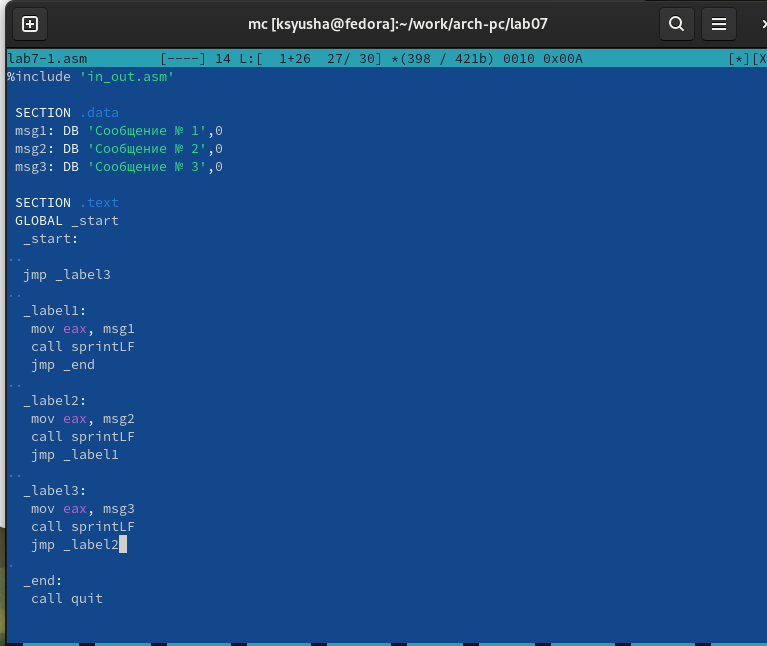 mc [ksyusha@fedora]:~/work/arch-pc/lab07
lab7-1.asm [----] 14 L:[ 1+26 27/ 30] *(398 / 421b) 0010 0x00A [*][X
%include 'in_out.asm'
SECTION .data
msg1: DB 'Сообщение № 1',0
msg2: DB 'Сообщение № 2',0
msg3: DB 'Сообщение № 3',0
SECTION .text
GLOBAL _start
_start:
..
jmp _label3
..
_label1:
mov eax, msg1
call sprintLF
jmp _end
..
_label2:
mov eax, msg2
call sprintLF
jmp _label1
..
_label3:
mov eax, msg3
call sprintLF
jmp _label2
.
_end:
call quit